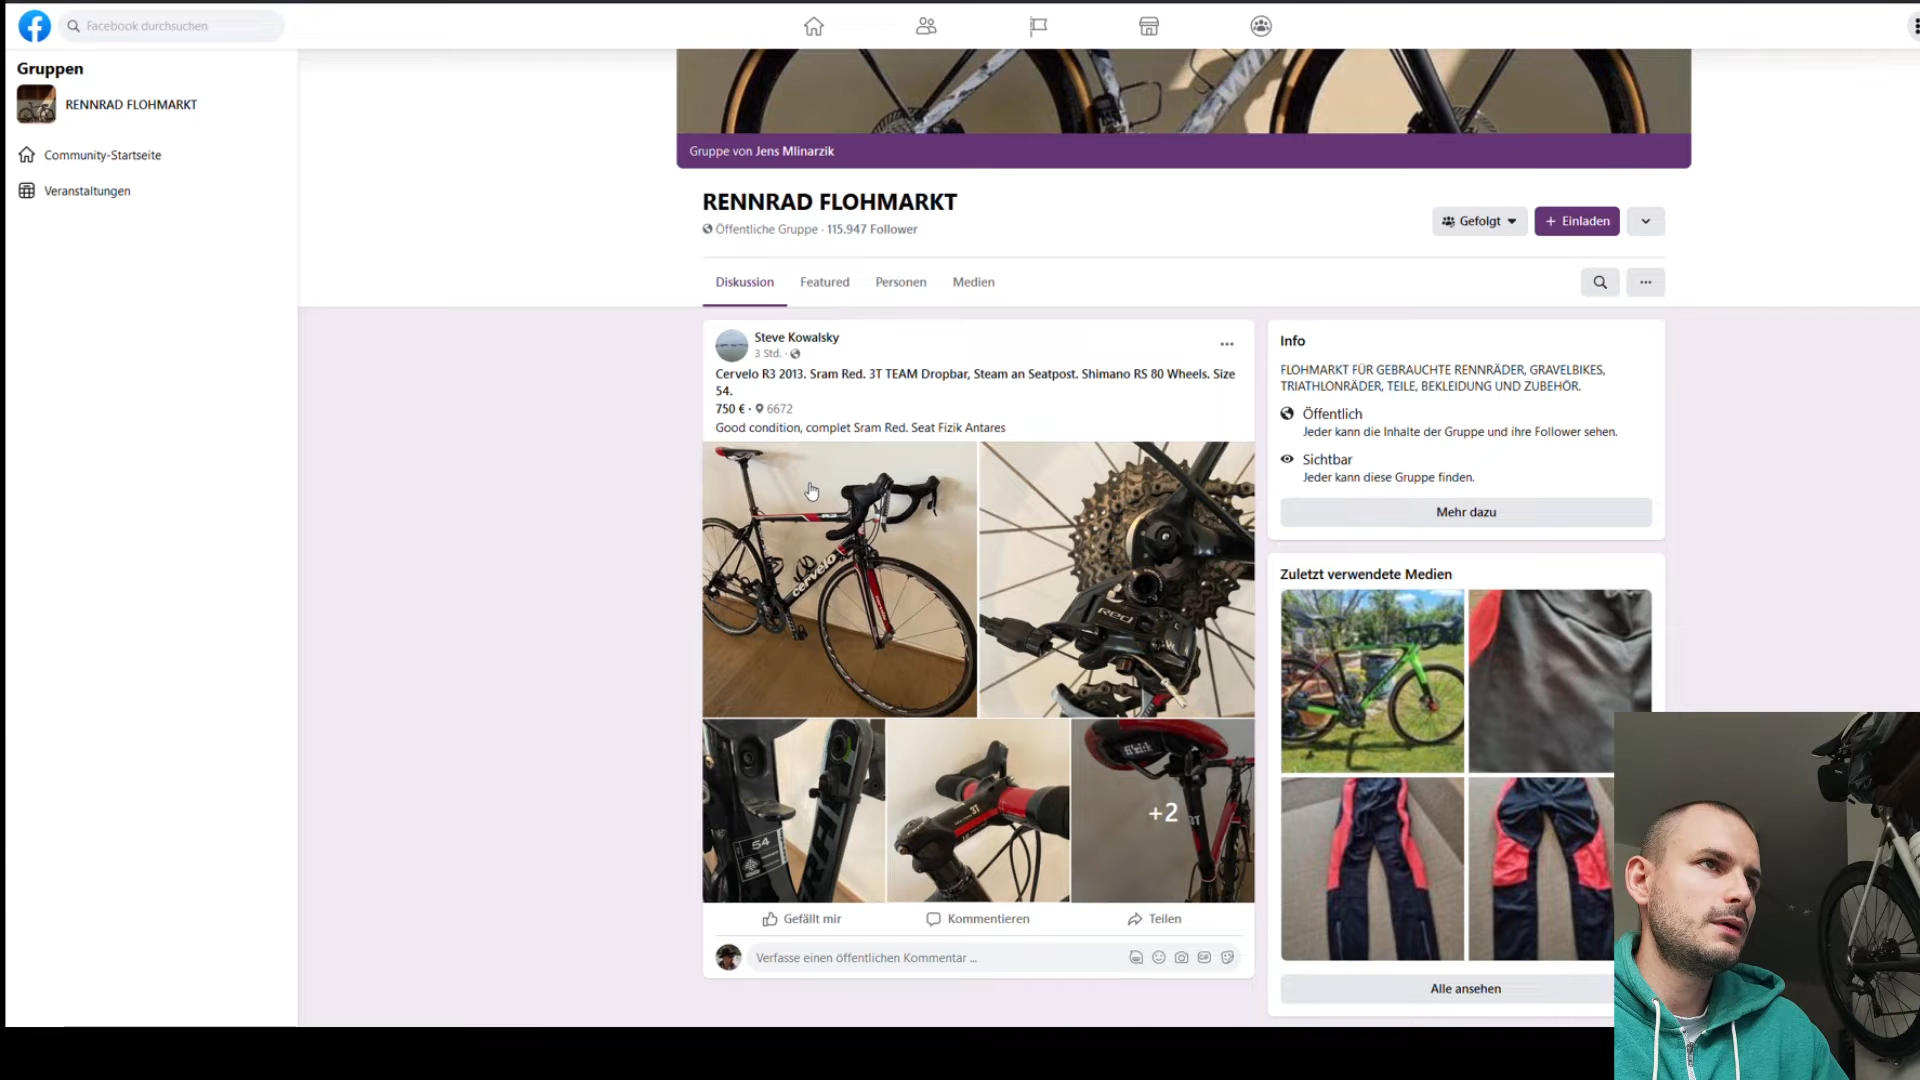 Facebook durchsuchen
Gruppen
RENNRAD FLOHMARKT
Community-Startseite
Veranstaltungen
Gruppe von Jens Mlinarzik
RENNRAD FLOHMARKT
Öffentliche Gruppe · 115.947 Follower
Gefolgt
+ Einladen
Diskussion
Featured
Personen
Medien
Steve Kowalsky
3 Std. ·
Cervelo R3 2013. Sram Red. 3T TEAM Dropbar, Steam an Seatpost. Shimano RS 80 Wheels. Size
54.
750 € · 6672
Good condition, complet Sram Red. Seat Fizik Antares
cervelo
Red
54
3T
fi'zi:k
3T
+2
Gefällt mir
Kommentieren
Teilen
Verfasse einen öffentlichen Kommentar ...
GIF
Info
FLOHMARKT FÜR GEBRAUCHTE RENNRÄDER, GRAVELBIKES,
TRIATHLONRÄDER, TEILE, BEKLEIDUNG UND ZUBEHÖR.
Öffentlich
Jeder kann die Inhalte der Gruppe und ihre Follower sehen.
Sichtbar
Jeder kann diese Gruppe finden.
Mehr dazu
Zuletzt verwendete Medien
Alle ansehen